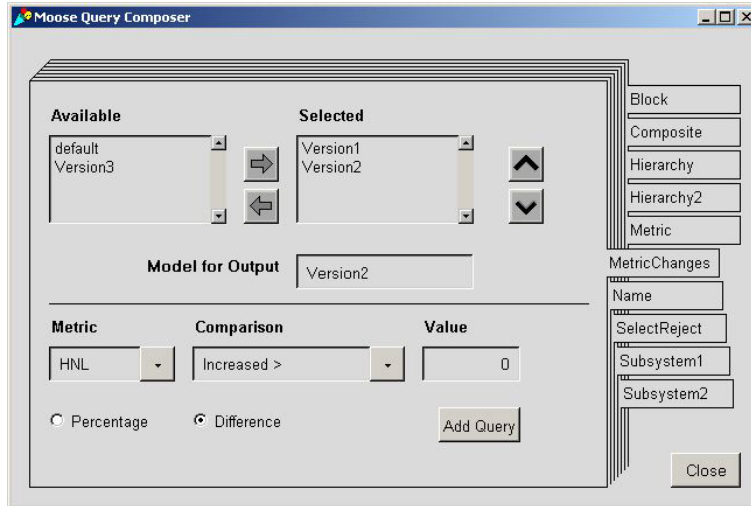 Moose Query Composer
Available
Selected
default
Version3
Version1
Version2
Model for Output
Version2
Metric
Comparison
Value
HNL
Increased >
0
Percentage
Difference
Add Query
Block
Composite
Hierarchy
Hierarchy2
Metric
MetricChanges
Name
SelectReject
Subsystem1
Subsystem2
Close